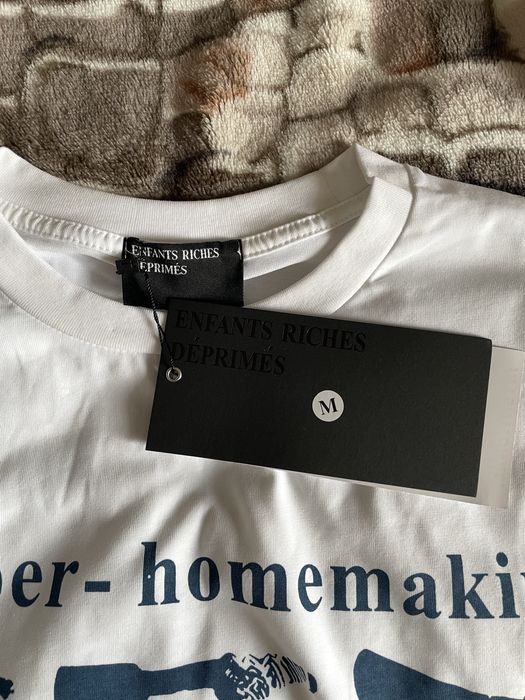 ENFANTS RICHES
DÉPRIMÉS
ENFANTS RICHES
DÉPRIMÉS
M
per- homemaki